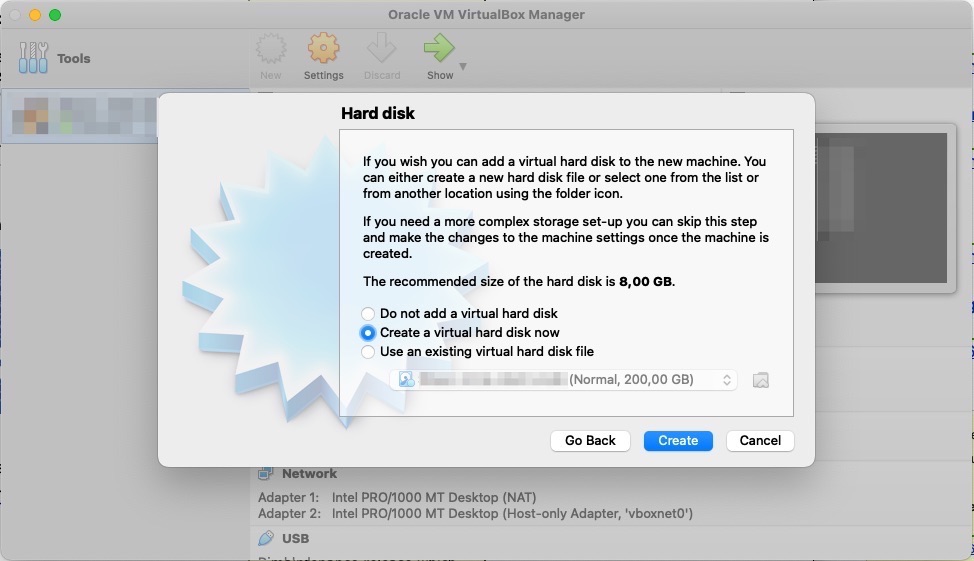 Oracle VM VirtualBox Manager
Tools
New
Settings
Discard
Show
Hard disk
If you wish you can add a virtual hard disk to the new machine. You
can either create a new hard disk file or select one from the list or
from another location using the folder icon.
If you need a more complex storage set-up you can skip this step
and make the changes to the machine settings once the machine is
created.
The recommended size of the hard disk is 8,00 GB.
Do not add a virtual hard disk
Create a virtual hard disk now
Use an existing virtual hard disk file
(Normal, 200,00 GB)
Go Back
Create
Cancel
Network
Adapter 1: Intel PRO/1000 MT Desktop (NAT)
Adapter 2: Intel PRO/1000 MT Desktop (Host-only Adapter, 'vboxnet0')
USB